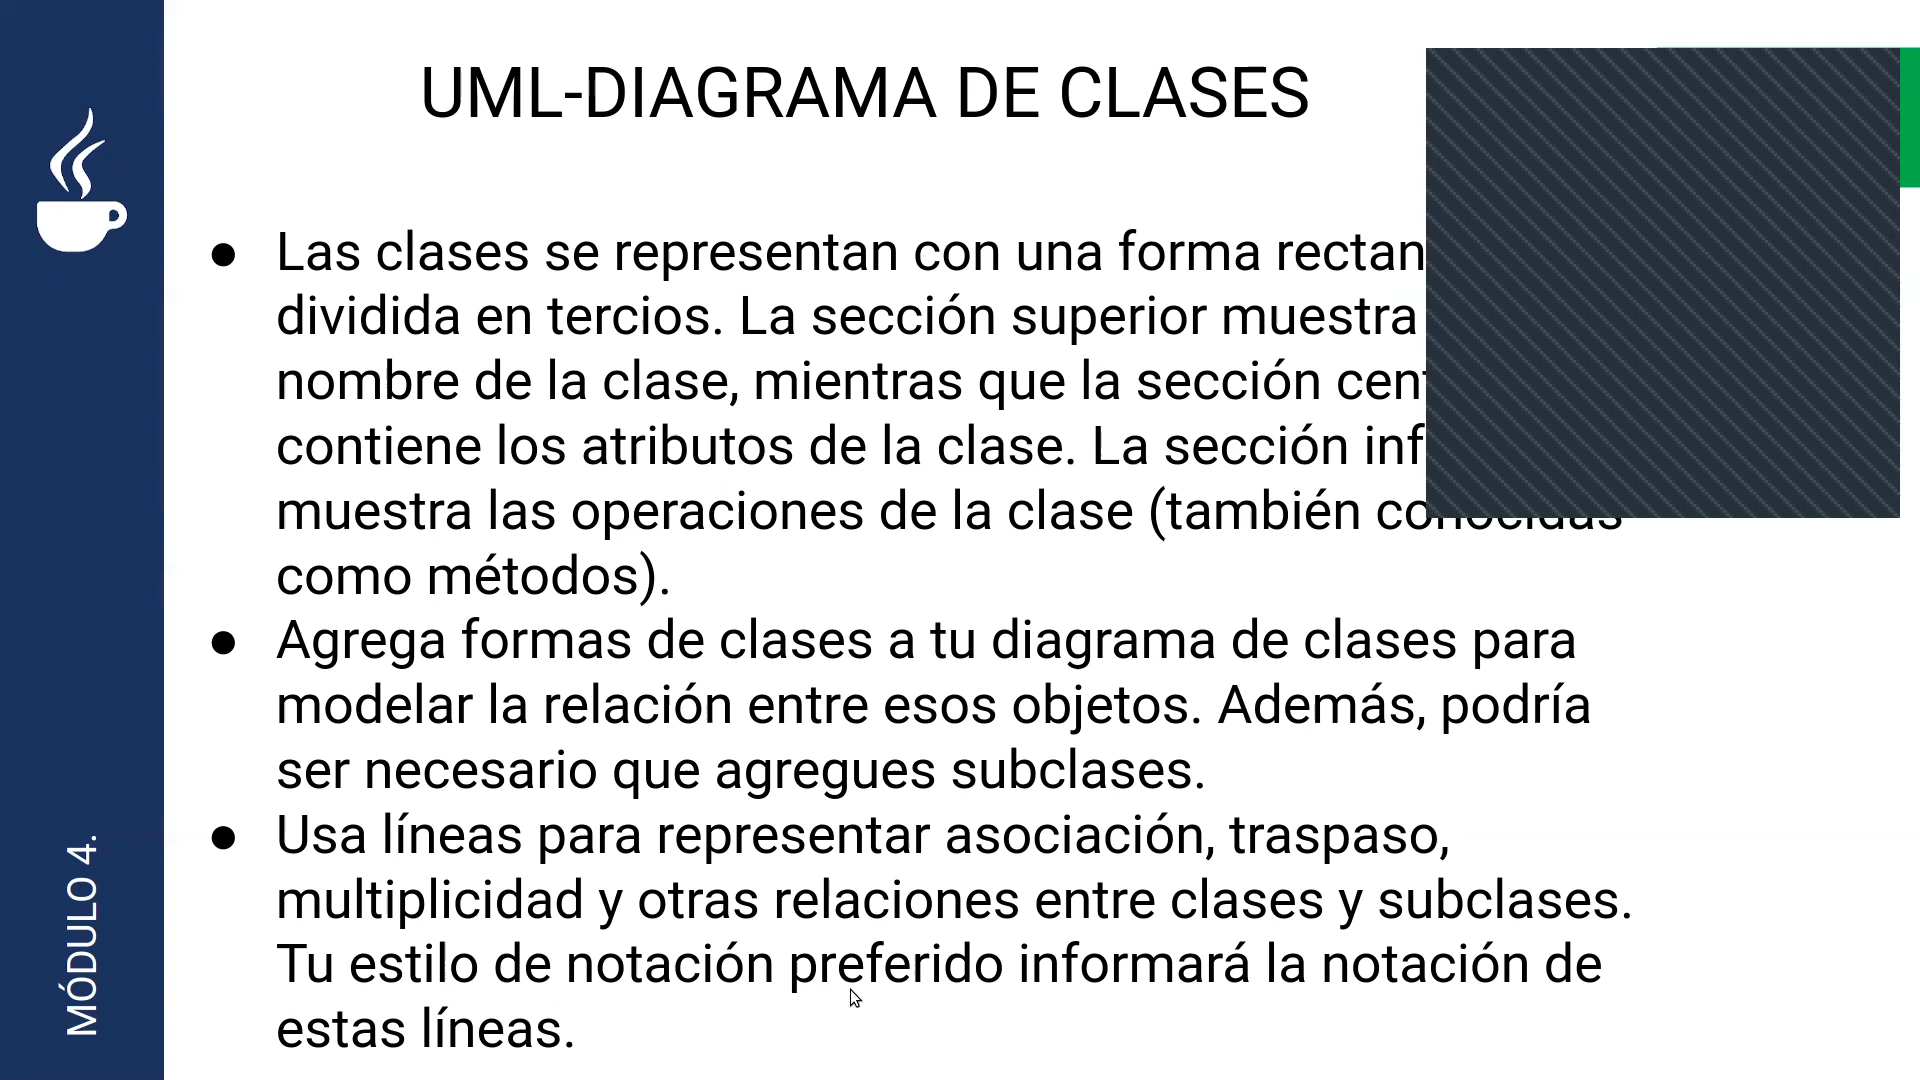 UML-DIAGRAMA DE CLASES
● Las clases se representan con una forma
dividida en tercios. La sección superior muestra
nombre de la clase, mientras que la sección
contiene los atributos de la clase. La sección
muestra las operaciones de la clase (también conocidas
como métodos).
● Agrega formas de clases a tu diagrama de clases para
modelar la relación entre esos objetos. Además, podría
ser necesario que agregues subclases.
● Usa líneas para representar asociación, traspaso,
multiplicidad y otras relaciones entre clases y subclases.
Tu estilo de notación preferido informará la notación de
estas líneas.
MÓDULO 4.